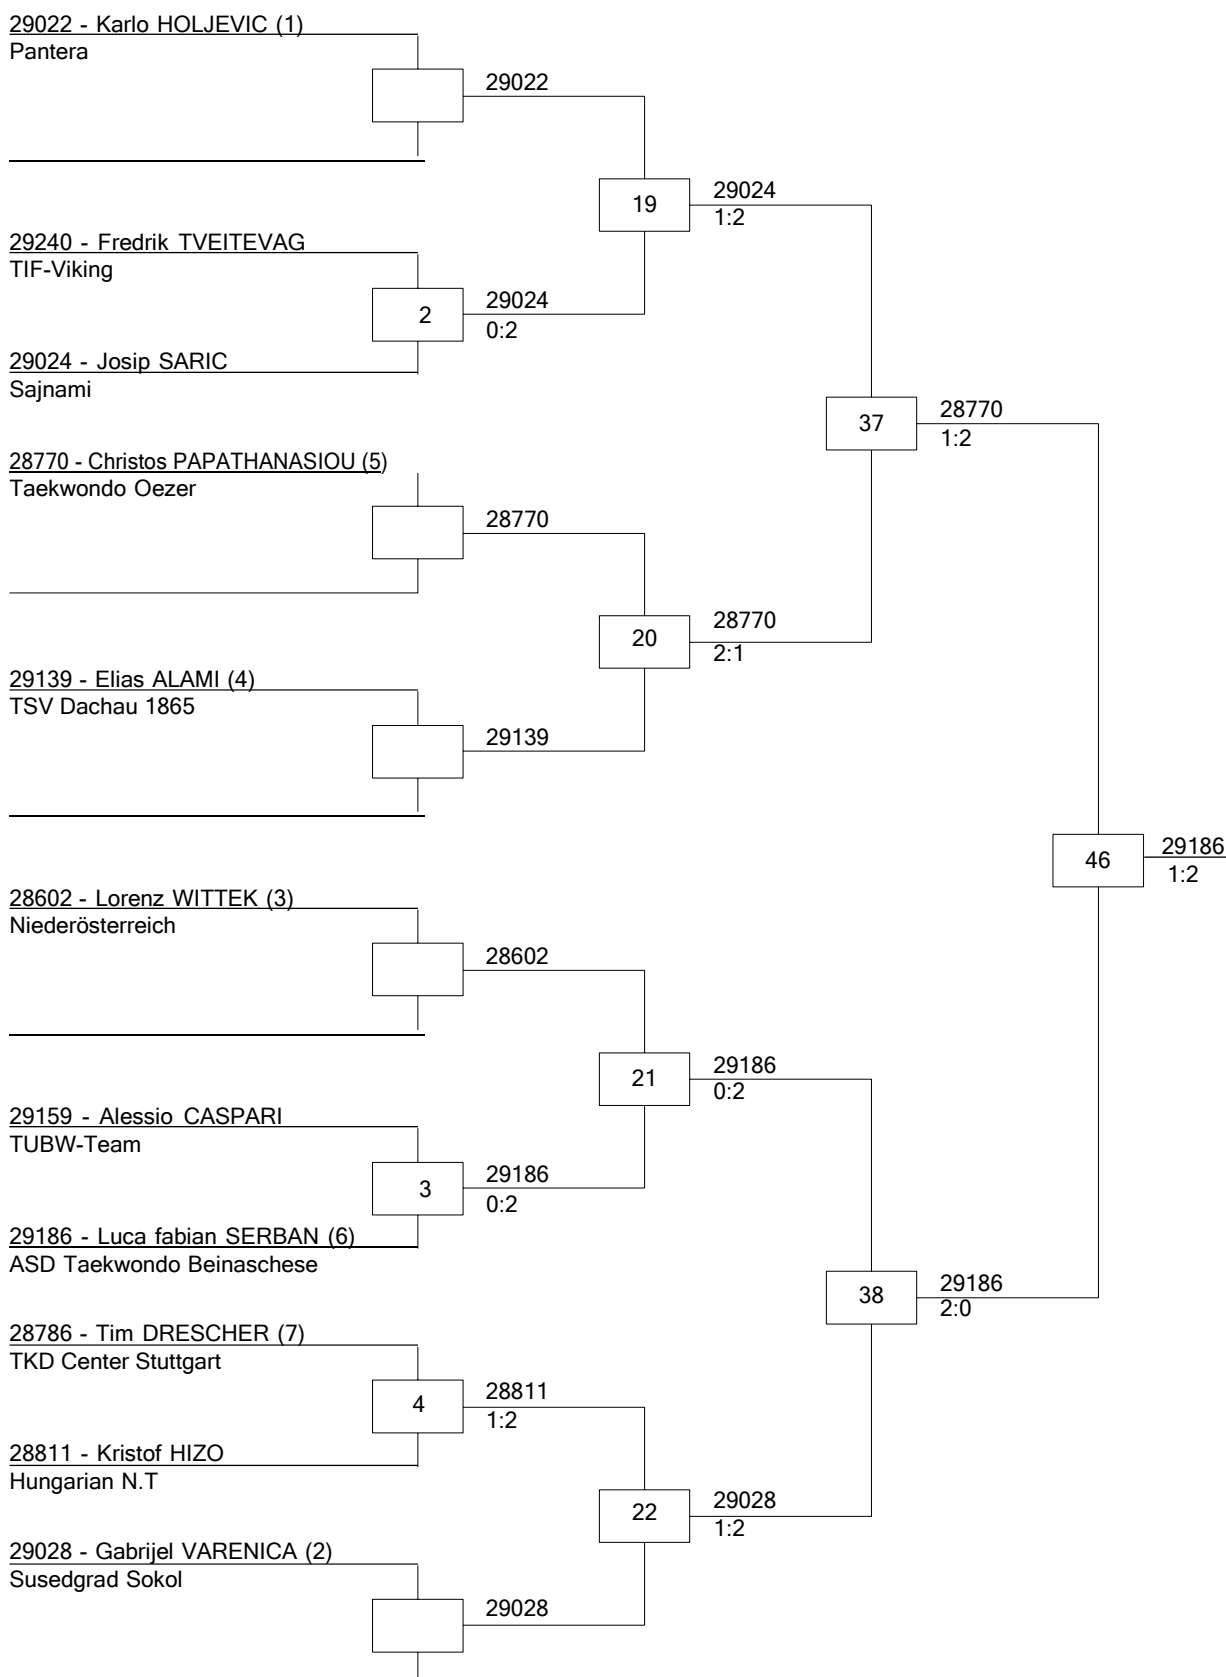 29022 - Karlo HOLJEVIC (1)
Pantera
29022
19
29024
1:2
29240 - Fredrik TVEITEVAG
TIF-Viking
2
29024
0:2
29024 - Josip SARIC
Sajnami
37
28770
1:2
28770 - Christos PAPATHANASIOU (5)
Taekwondo Oezer
28770
20
28770
2:1
29139 - Elias ALAMI (4)
TSV Dachau 1865
29139
46
29186
1:2
28602 - Lorenz WITTEK (3)
Niederösterreich
28602
21
29186
0:2
29159 - Alessio CASPARI
TUBW-Team
3
29186
0:2
29186 - Luca fabian SERBAN (6)
ASD Taekwondo Beinaschese
38
29186
2:0
28786 - Tim DRESCHER (7)
TKD Center Stuttgart
4
28811
1:2
28811 - Kristof HIZO
Hungarian N.T
22
29028
1:2
29028 - Gabrijel VARENICA (2)
Susedgrad Sokol
29028